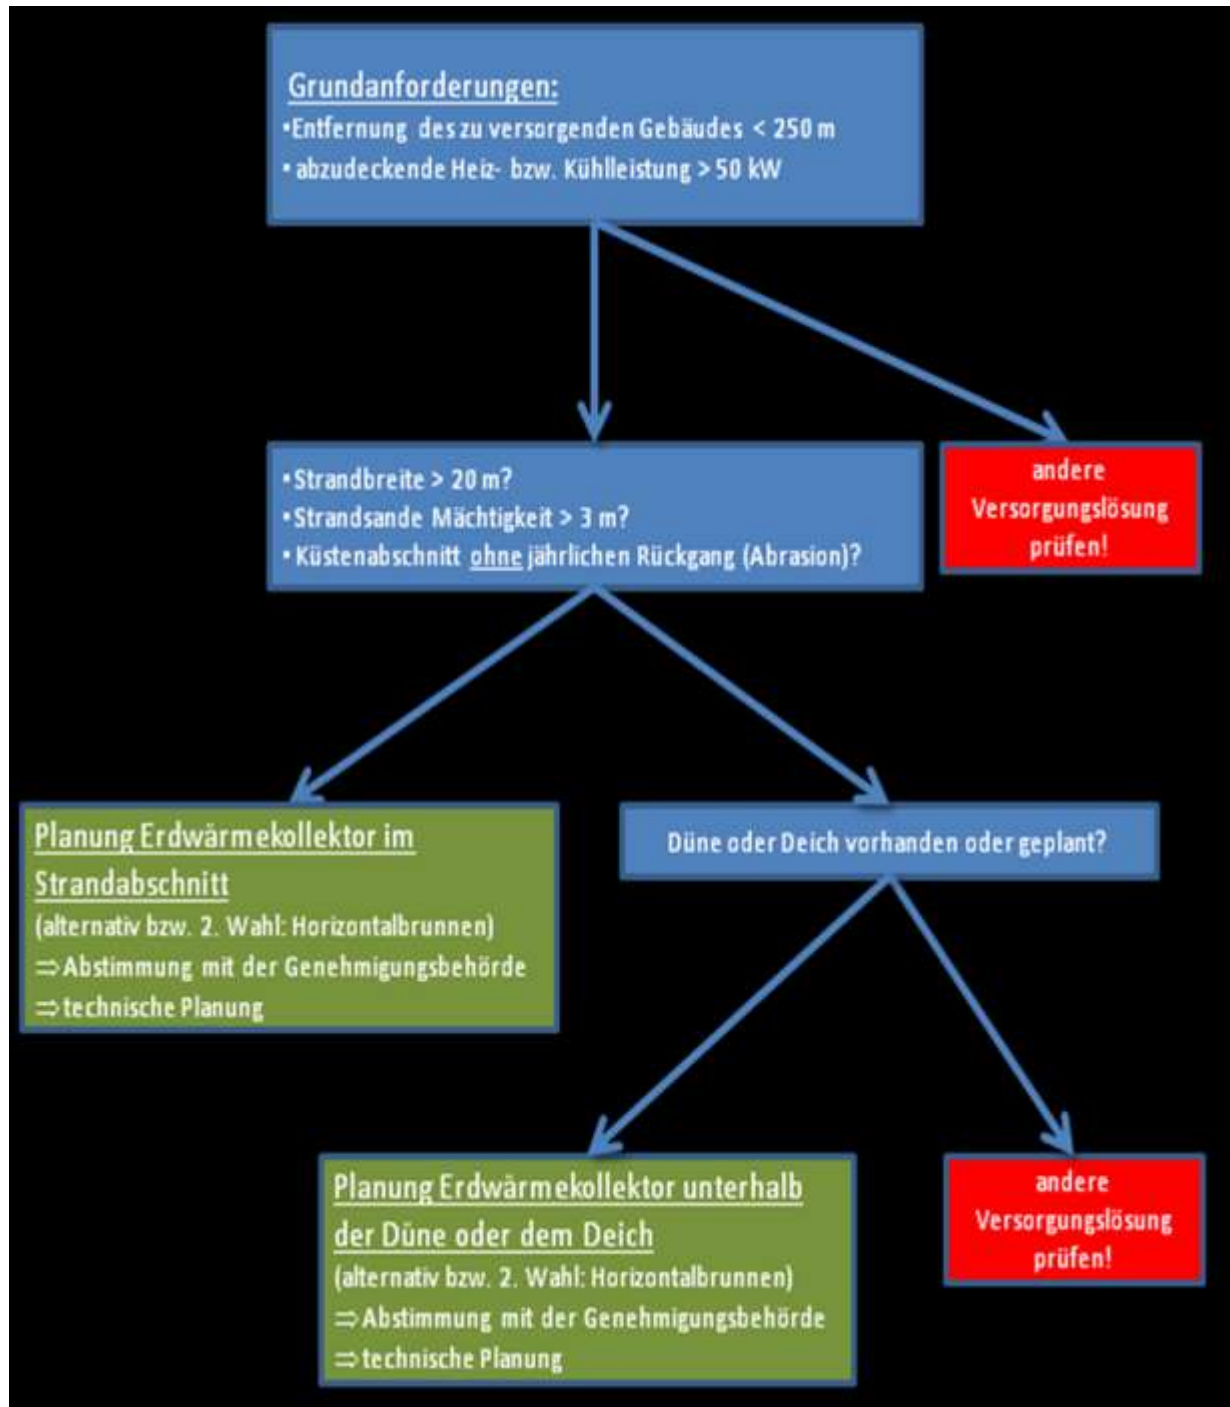 Grundanforderungen:
•Entfernung des zu versorgenden Gebäudes < 250 m
• abzudeckende Heiz- bzw. Kühlleistung > 50 kW
•Strandbreite > 20 m?
•Strandsande Mächtigkeit > 3 m?
• Küstenabschnitt ohne jährlichen Rückgang (Abrasion)?
andere
Versorgungslösung
prüfen!
Planung Erdwärmekollektor im
Strandabschnitt
(alternativ bzw. 2. Wahl: Horizontalbrunnen)
⇒Abstimmung mit der Genehmigungsbehörde
⇒technische Planung
Düne oder Deich vorhanden oder geplant?
Planung Erdwärmekollektor unterhalb
der Düne oder dem Deich
(alternativ bzw. 2. Wahl: Horizontalbrunnen)
⇒Abstimmung mit der Genehmigungsbehörde
⇒technische Planung
andere
Versorgungslösung
prüfen!